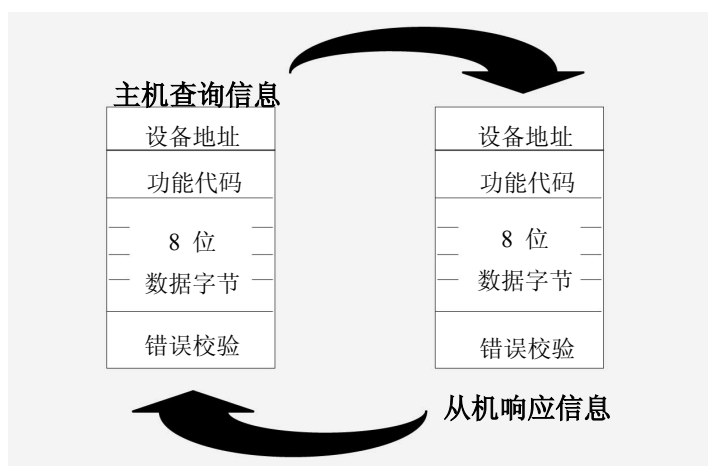 主机查询信息
设备地址
功能代码
8 位
数据字节
错误校验
设备地址
功能代码
8 位
数据字节
错误校验
从机响应信息